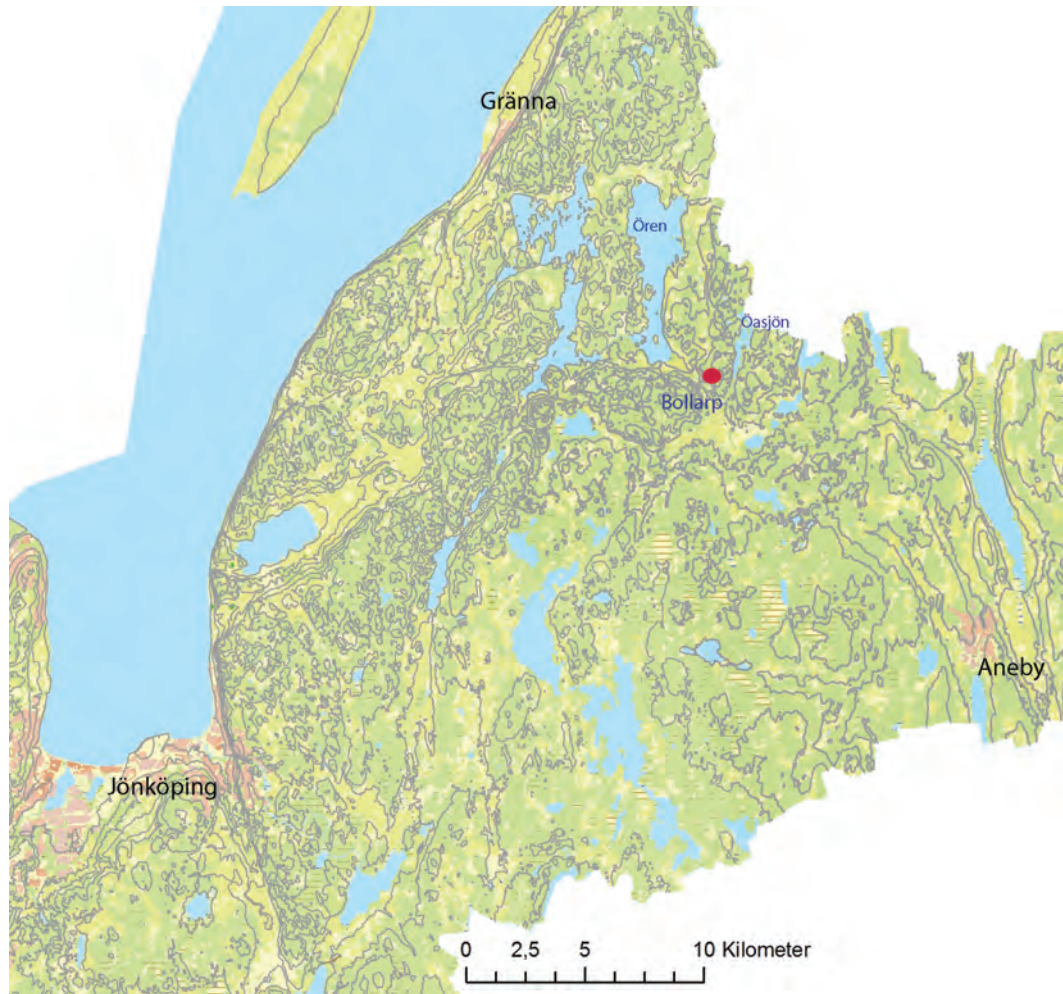 Gränna
Ören
Öasjön
Bollarp
Aneby
Jönköping
0 2,5 5 10 Kilometer